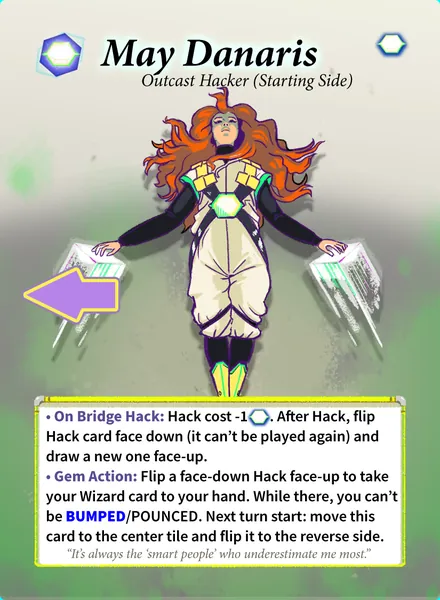 May Danaris
Outcast Hacker (Starting Side)
• On Bridge Hack: Hack cost -1. After Hack, flip
Hack card face down (it can't be played again) and
draw a new one face-up.
• Gem Action: Flip a face-down Hack face-up to take
your Wizard card to your hand. While there, you can't
be BUMPED/POUNCED. Next turn start: move this
card to the center tile and flip it to the reverse side.
"It's always the 'smart people' who underestimate me most."